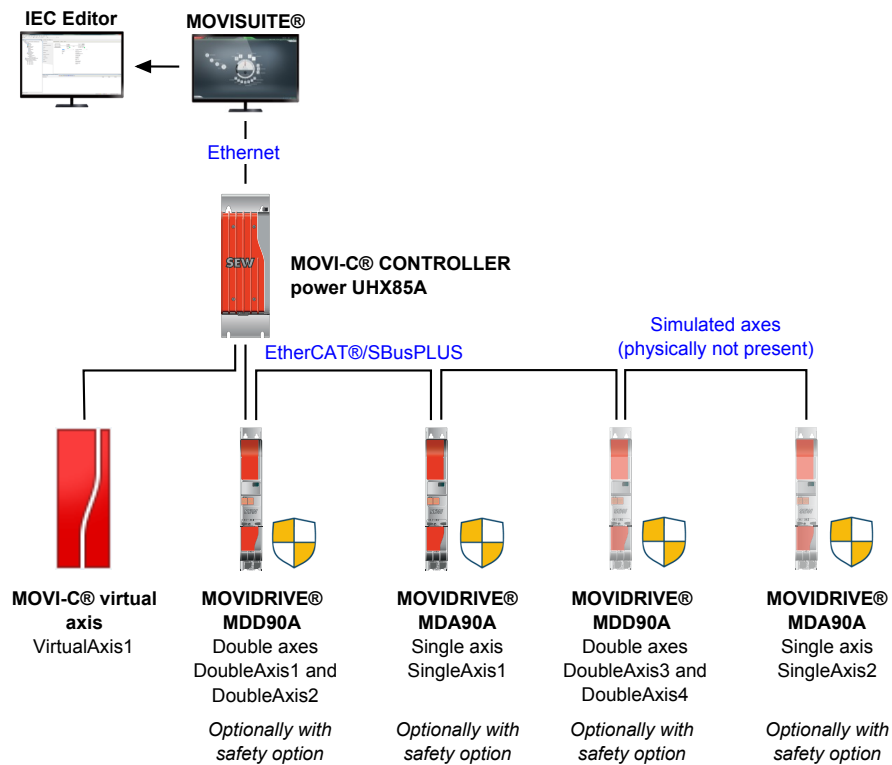 IEC Editor
MOVISUITE®
Ethernet
SEW
MOVI-C® CONTROLLER
power UHX85A
EtherCAT®/SBusPLUS
Simulated axes
(physically not present)
MOVI-C® virtual
axis
VirtualAxis1
MOVIDRIVE®
MDD90A
Double axes
DoubleAxis1 and
DoubleAxis2
Optionally with
safety option
MOVIDRIVE®
MDA90A
Single axis
SingleAxis1
Optionally with
safety option
MOVIDRIVE®
MDD90A
Double axes
DoubleAxis3 and
DoubleAxis4
Optionally with
safety option
MOVIDRIVE®
MDA90A
Single axis
SingleAxis2
Optionally with
safety option